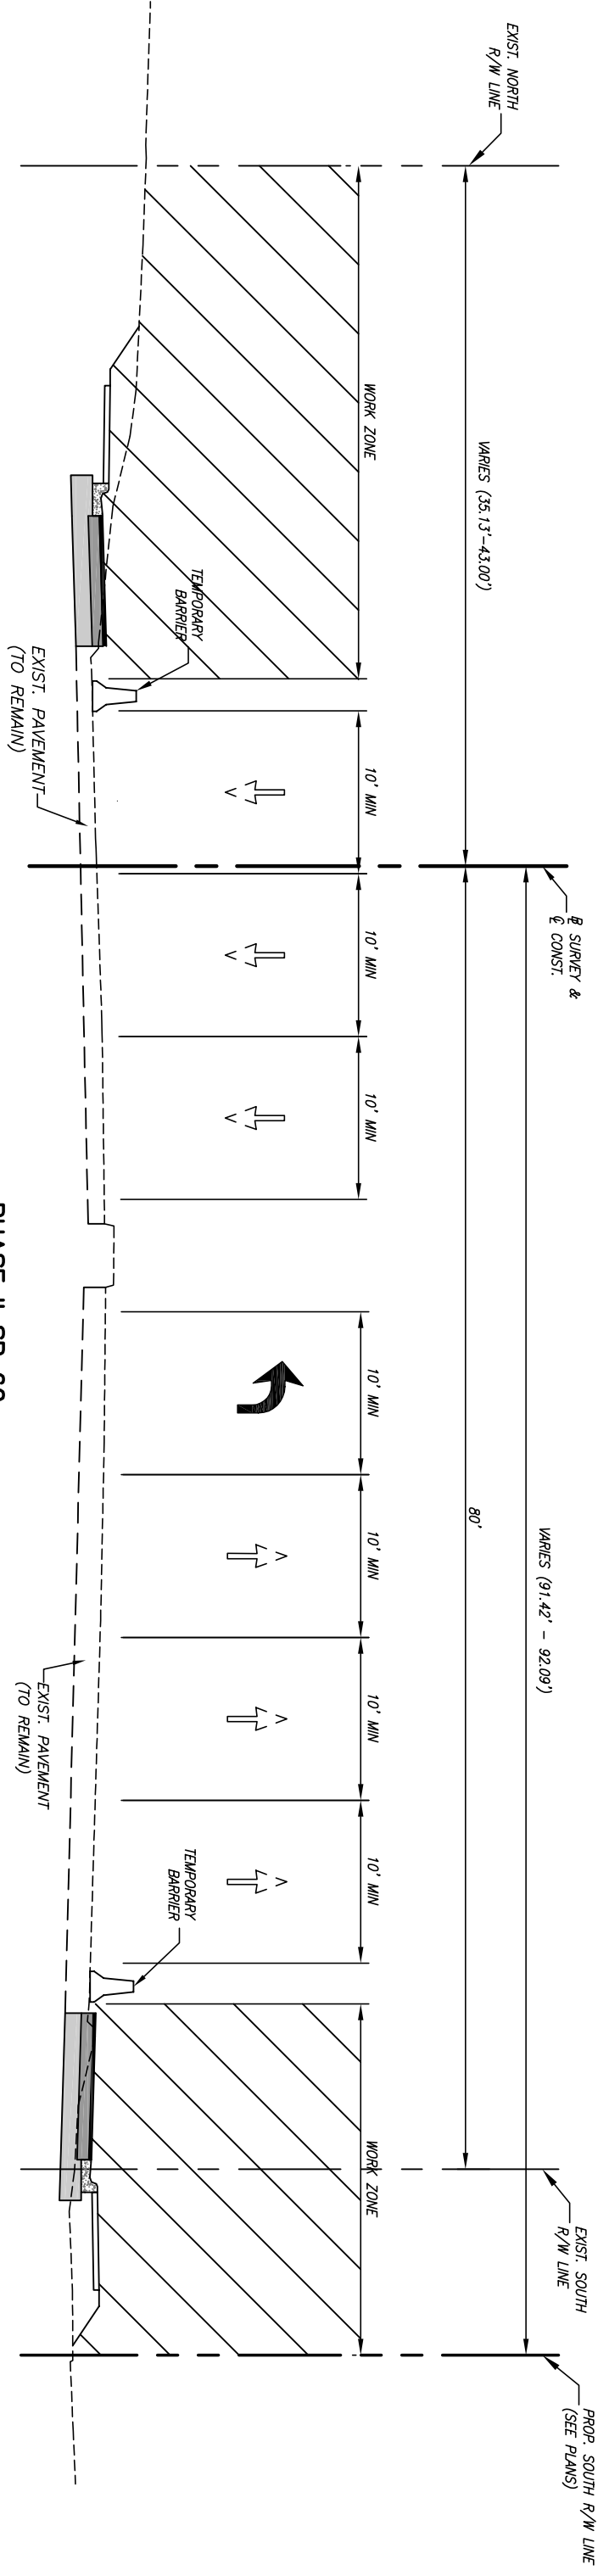 EXIST. NORTH
R/W LINE
VARIES (35.13'-43.00')
WORK ZONE
TEMPORARY
BARRIER
EXIST. PAVEMENT
(TO REMAIN)
10' MIN
℄ SURVEY &
℄ CONST.
10' MIN
10' MIN
10' MIN
80'
VARIES (91.42' - 92.09')
10' MIN
10' MIN
EXIST. PAVEMENT
(TO REMAIN)
10' MIN
TEMPORARY
BARRIER
WORK ZONE
EXIST. SOUTH
R/W LINE
PROP. SOUTH R/W LINE
(SEE PLANS)